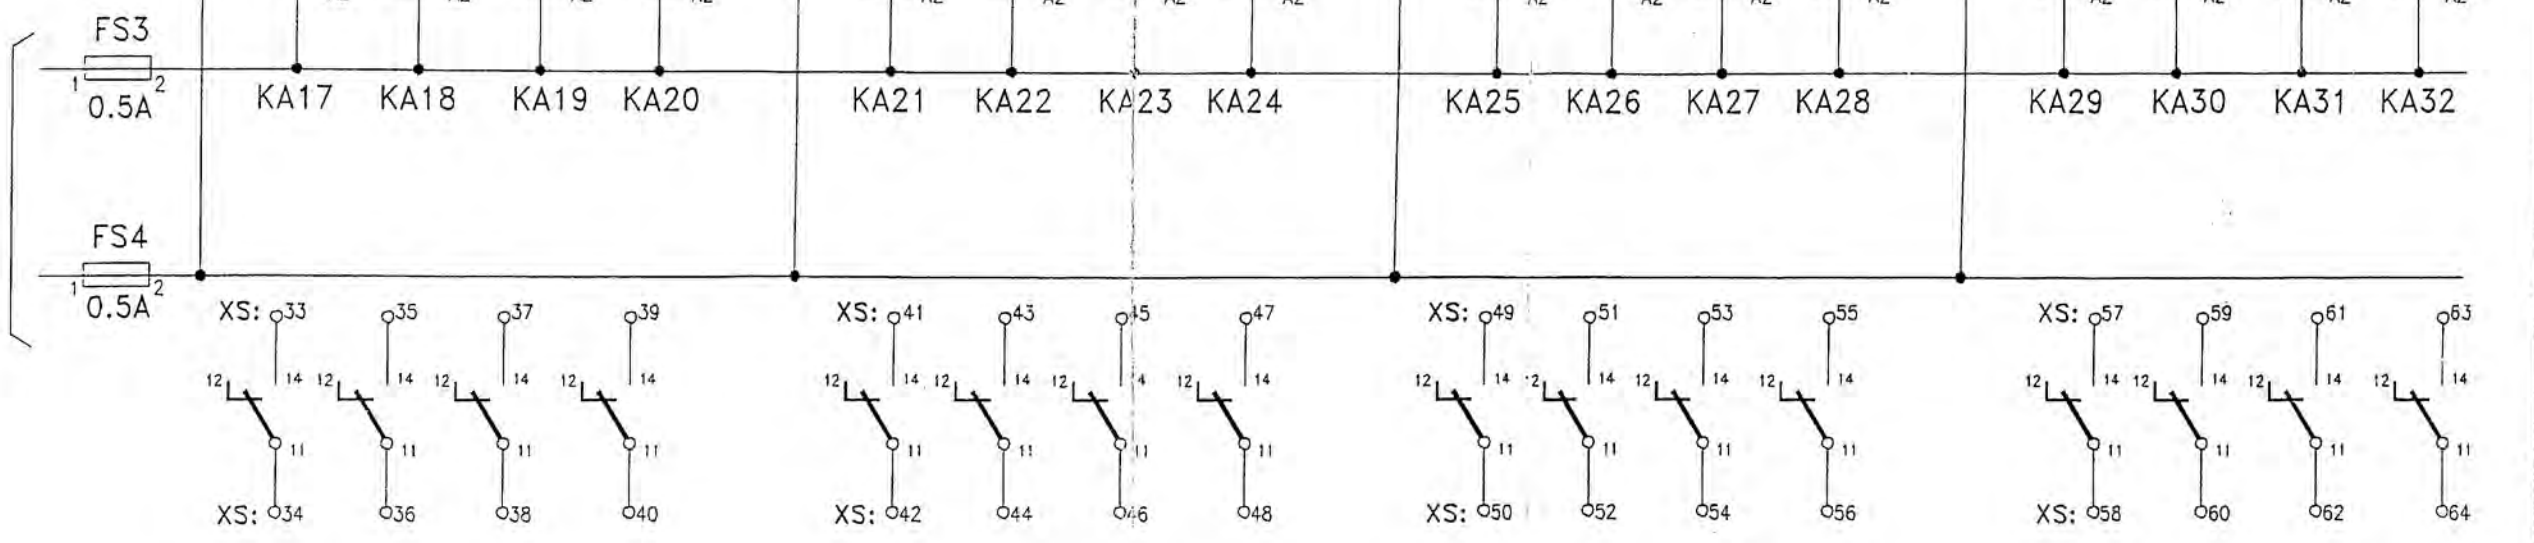 FS3
1 2
0.5A
KA17 KA18 KA19 KA20 KA21 KA22 KA23 KA24 KA25 KA26 KA27 KA28 KA29 KA30 KA31 KA32
FS4
1 2
0.5A
XS: 33 35 37 39 XS: 41 43 45 47 XS: 49 51 53 55 XS: 57 59 61 63
12 14 12 14 12 14 12 14 12 14 12 14 12 4 12 14 12 14 12 14 12 14 12 14 12 14 12 14 12 14 12 14
11 11 11 11 11 11 11 11 11 11 11 11 11 11 11 11
XS: 34 36 38 40 XS: 42 44 46 48 XS: 50 52 54 56 XS: 58 60 62 64